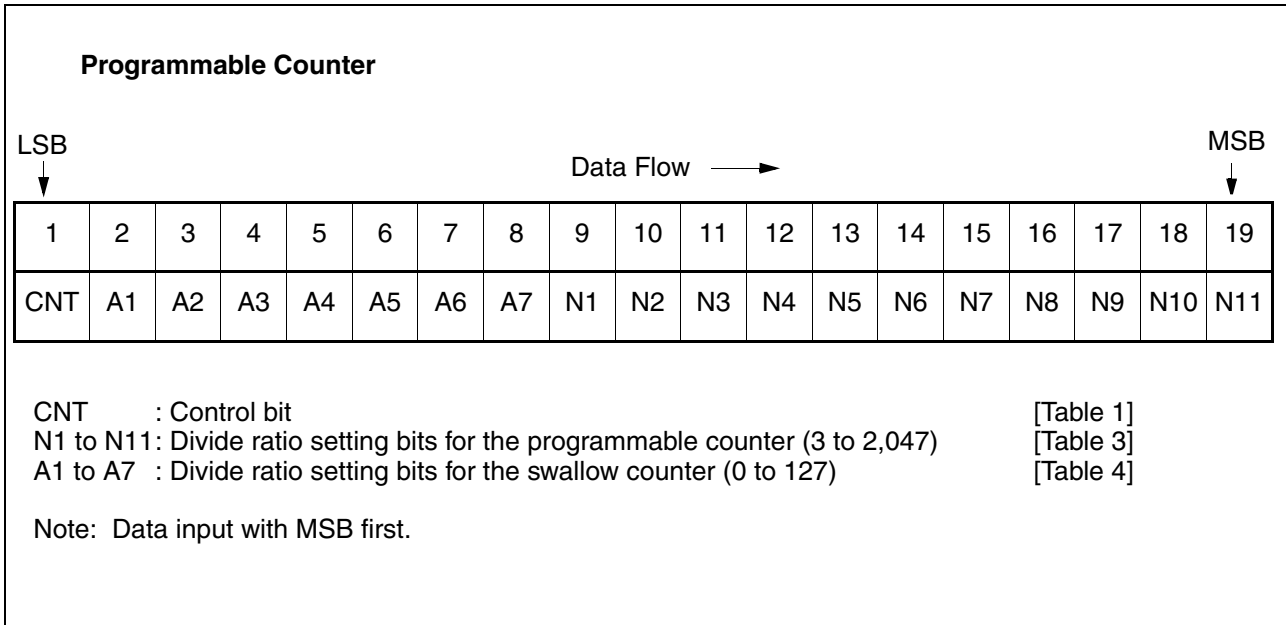 Programmable Counter
LSB
MSB
Data Flow
1 2 3 4 5 6 7 8 9 10 11 12 13 14 15 16 17 18 19
CNT A1 A2 A3 A4 A5 A6 A7 N1 N2 N3 N4 N5 N6 N7 N8 N9 N10 N11
CNT : Control bit [Table 1]
N1 to N11: Divide ratio setting bits for the programmable counter (3 to 2,047) [Table 3]
A1 to A7 : Divide ratio setting bits for the swallow counter (0 to 127) [Table 4]
Note: Data input with MSB first.